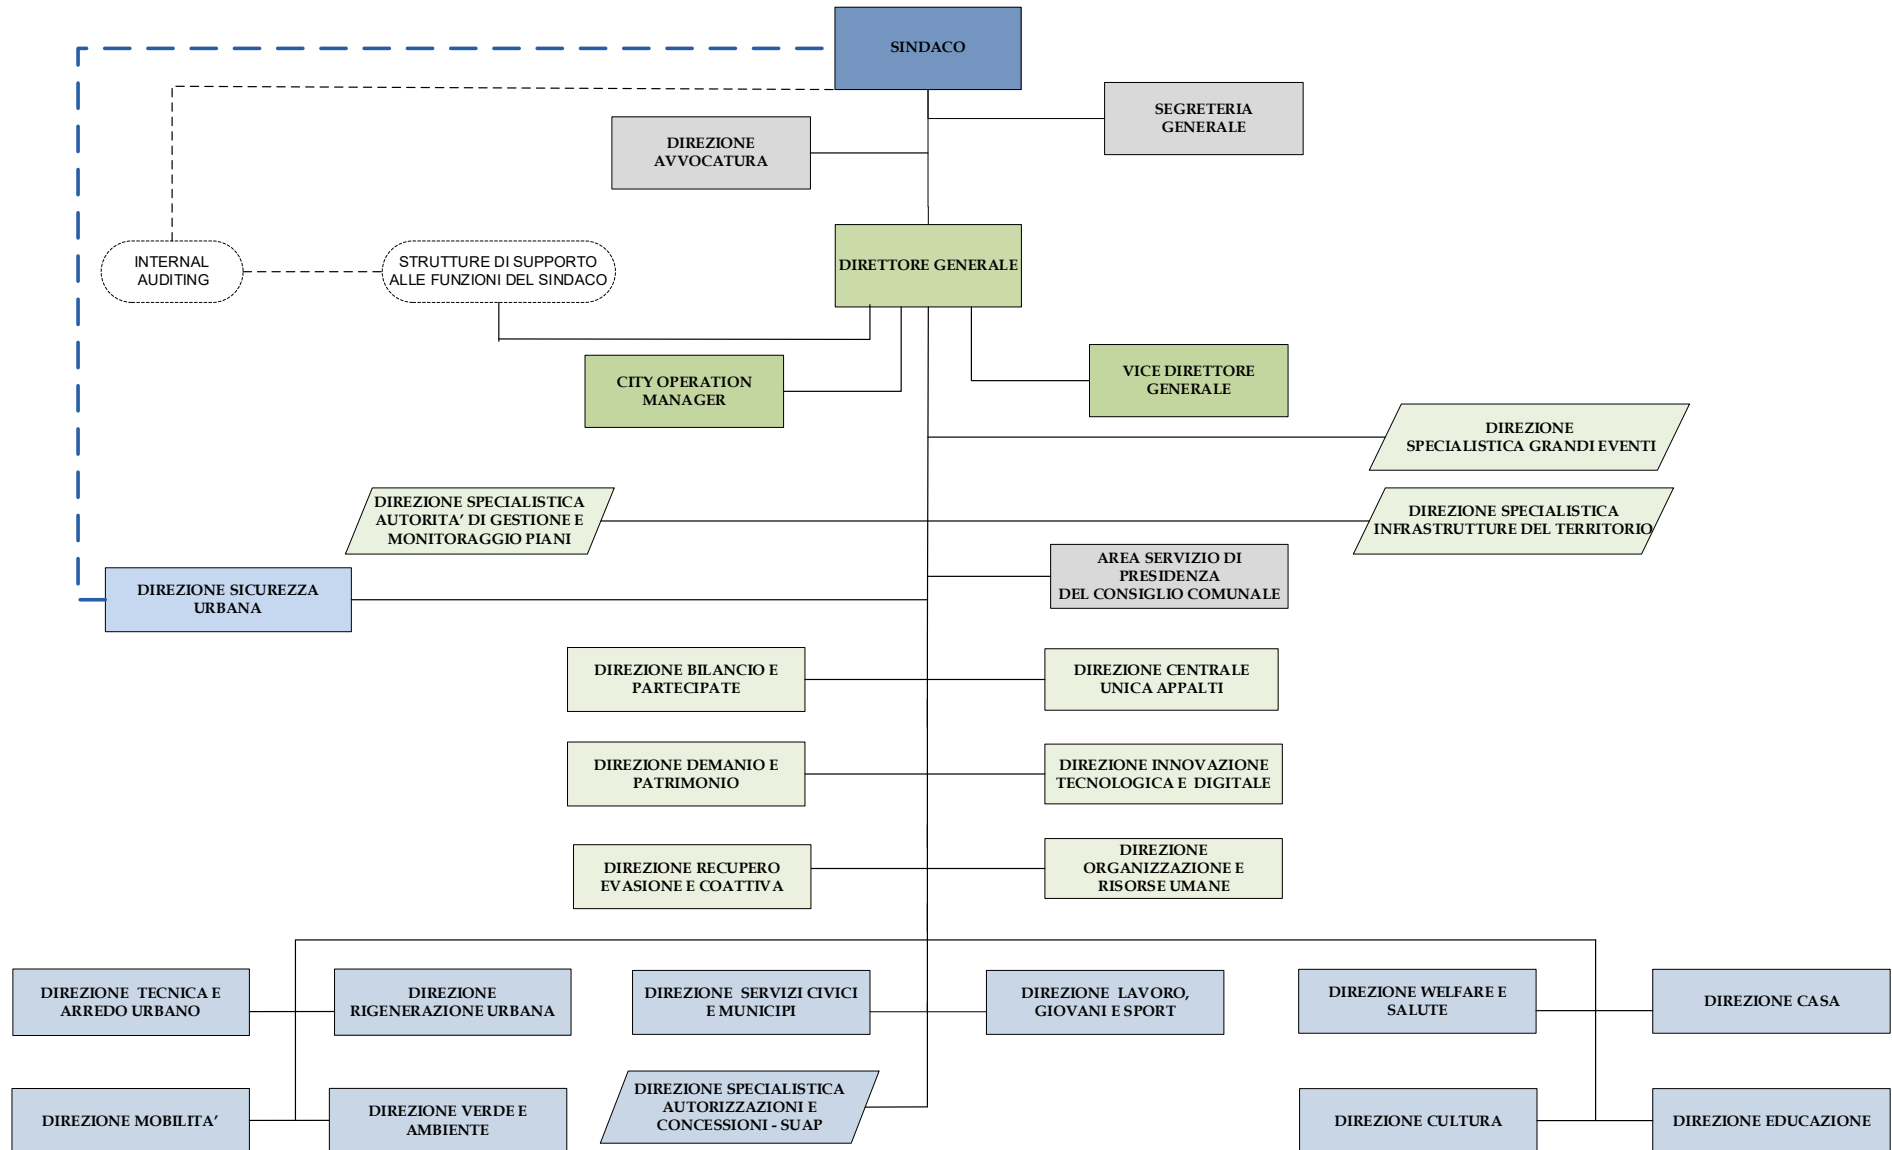 SINDACO
SEGRETERIA
GENERALE
DIREZIONE
AVVOCATURA
INTERNAL
AUDITING
STRUTTURE DI SUPPORTO
ALLE FUNZIONI DEL SINDACO
DIRETTORE GENERALE
CITY OPERATION
MANAGER
VICE DIRETTORE
GENERALE
DIREZIONE
SPECIALISTICA GRANDI EVENTI
DIREZIONE SPECIALISTICA
AUTORITA’ DI GESTIONE E
MONITORAGGIO PIANI
DIREZIONE SPECIALISTICA
INFRASTRUTTURE DEL TERRITORIO
AREA SERVIZIO DI
PRESIDENZA
DEL CONSIGLIO COMUNALE
DIREZIONE SICUREZZA
URBANA
DIREZIONE BILANCIO E
PARTECIPATE
DIREZIONE CENTRALE
UNICA APPALTI
DIREZIONE DEMANIO E
PATRIMONIO
DIREZIONE INNOVAZIONE
TECNOLOGICA E DIGITALE
DIREZIONE RECUPERO
EVASIONE E COATTIVA
DIREZIONE
ORGANIZZAZIONE E
RISORSE UMANE
DIREZIONE TECNICA E
ARREDO URBANO
DIREZIONE
RIGENERAZIONE URBANA
DIREZIONE SERVIZI CIVICI
E MUNICIPI
DIREZIONE LAVORO,
GIOVANI E SPORT
DIREZIONE WELFARE E
SALUTE
DIREZIONE CASA
DIREZIONE MOBILITA’
DIREZIONE VERDE E
AMBIENTE
DIREZIONE SPECIALISTICA
AUTORIZZAZIONI E
CONCESSIONI - SUAP
DIREZIONE CULTURA
DIREZIONE EDUCAZIONE